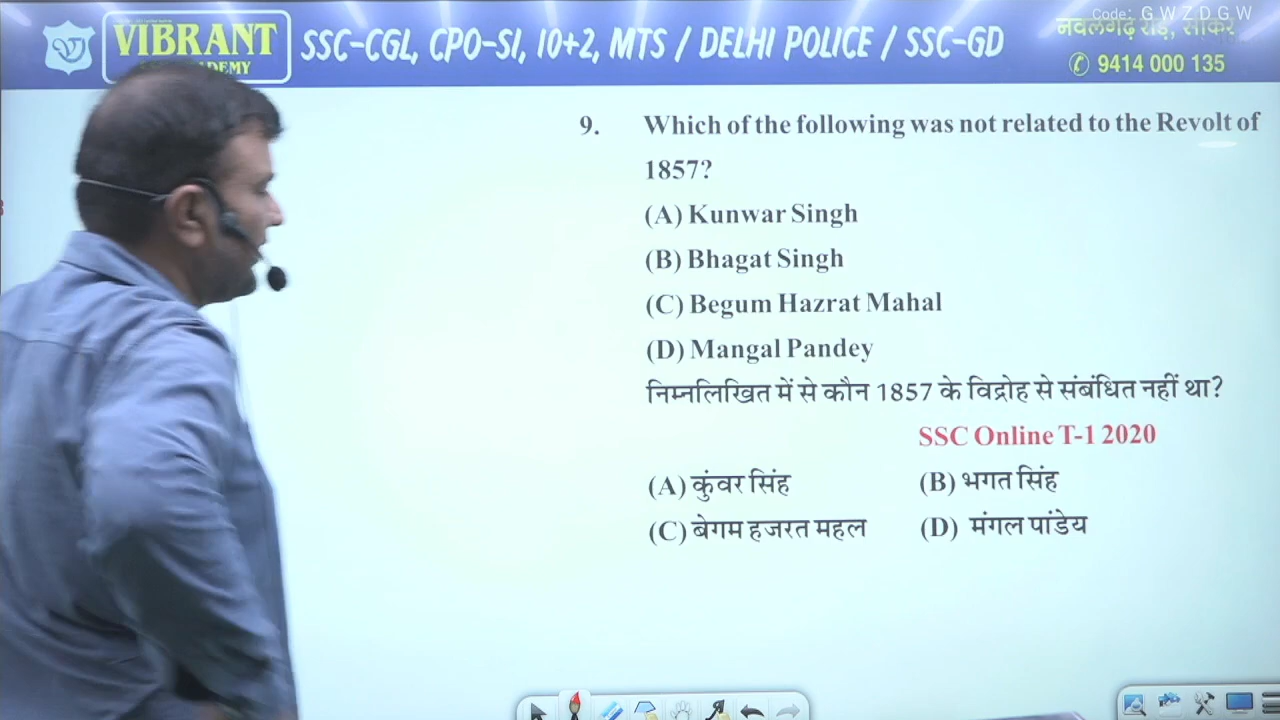 Code: G W Z D G W
VIBRANT
SSC-CGL, CPO-SI, 10+2, MTS / DELHI POLICE / SSC-GD
नवलगढ़ रोड़, सीकर
9414 000 135
9. Which of the following was not related to the Revolt of
1857?
(A) Kunwar Singh
(B) Bhagat Singh
(C) Begum Hazrat Mahal
(D) Mangal Pandey
निम्नलिखित में से कौन 1857 के विद्रोह से संबंधित नहीं था?
SSC Online T-1 2020
(A) कुंवर सिंह (B) भगत सिंह
(C) बेगम हजरत महल (D) मंगल पांडेय